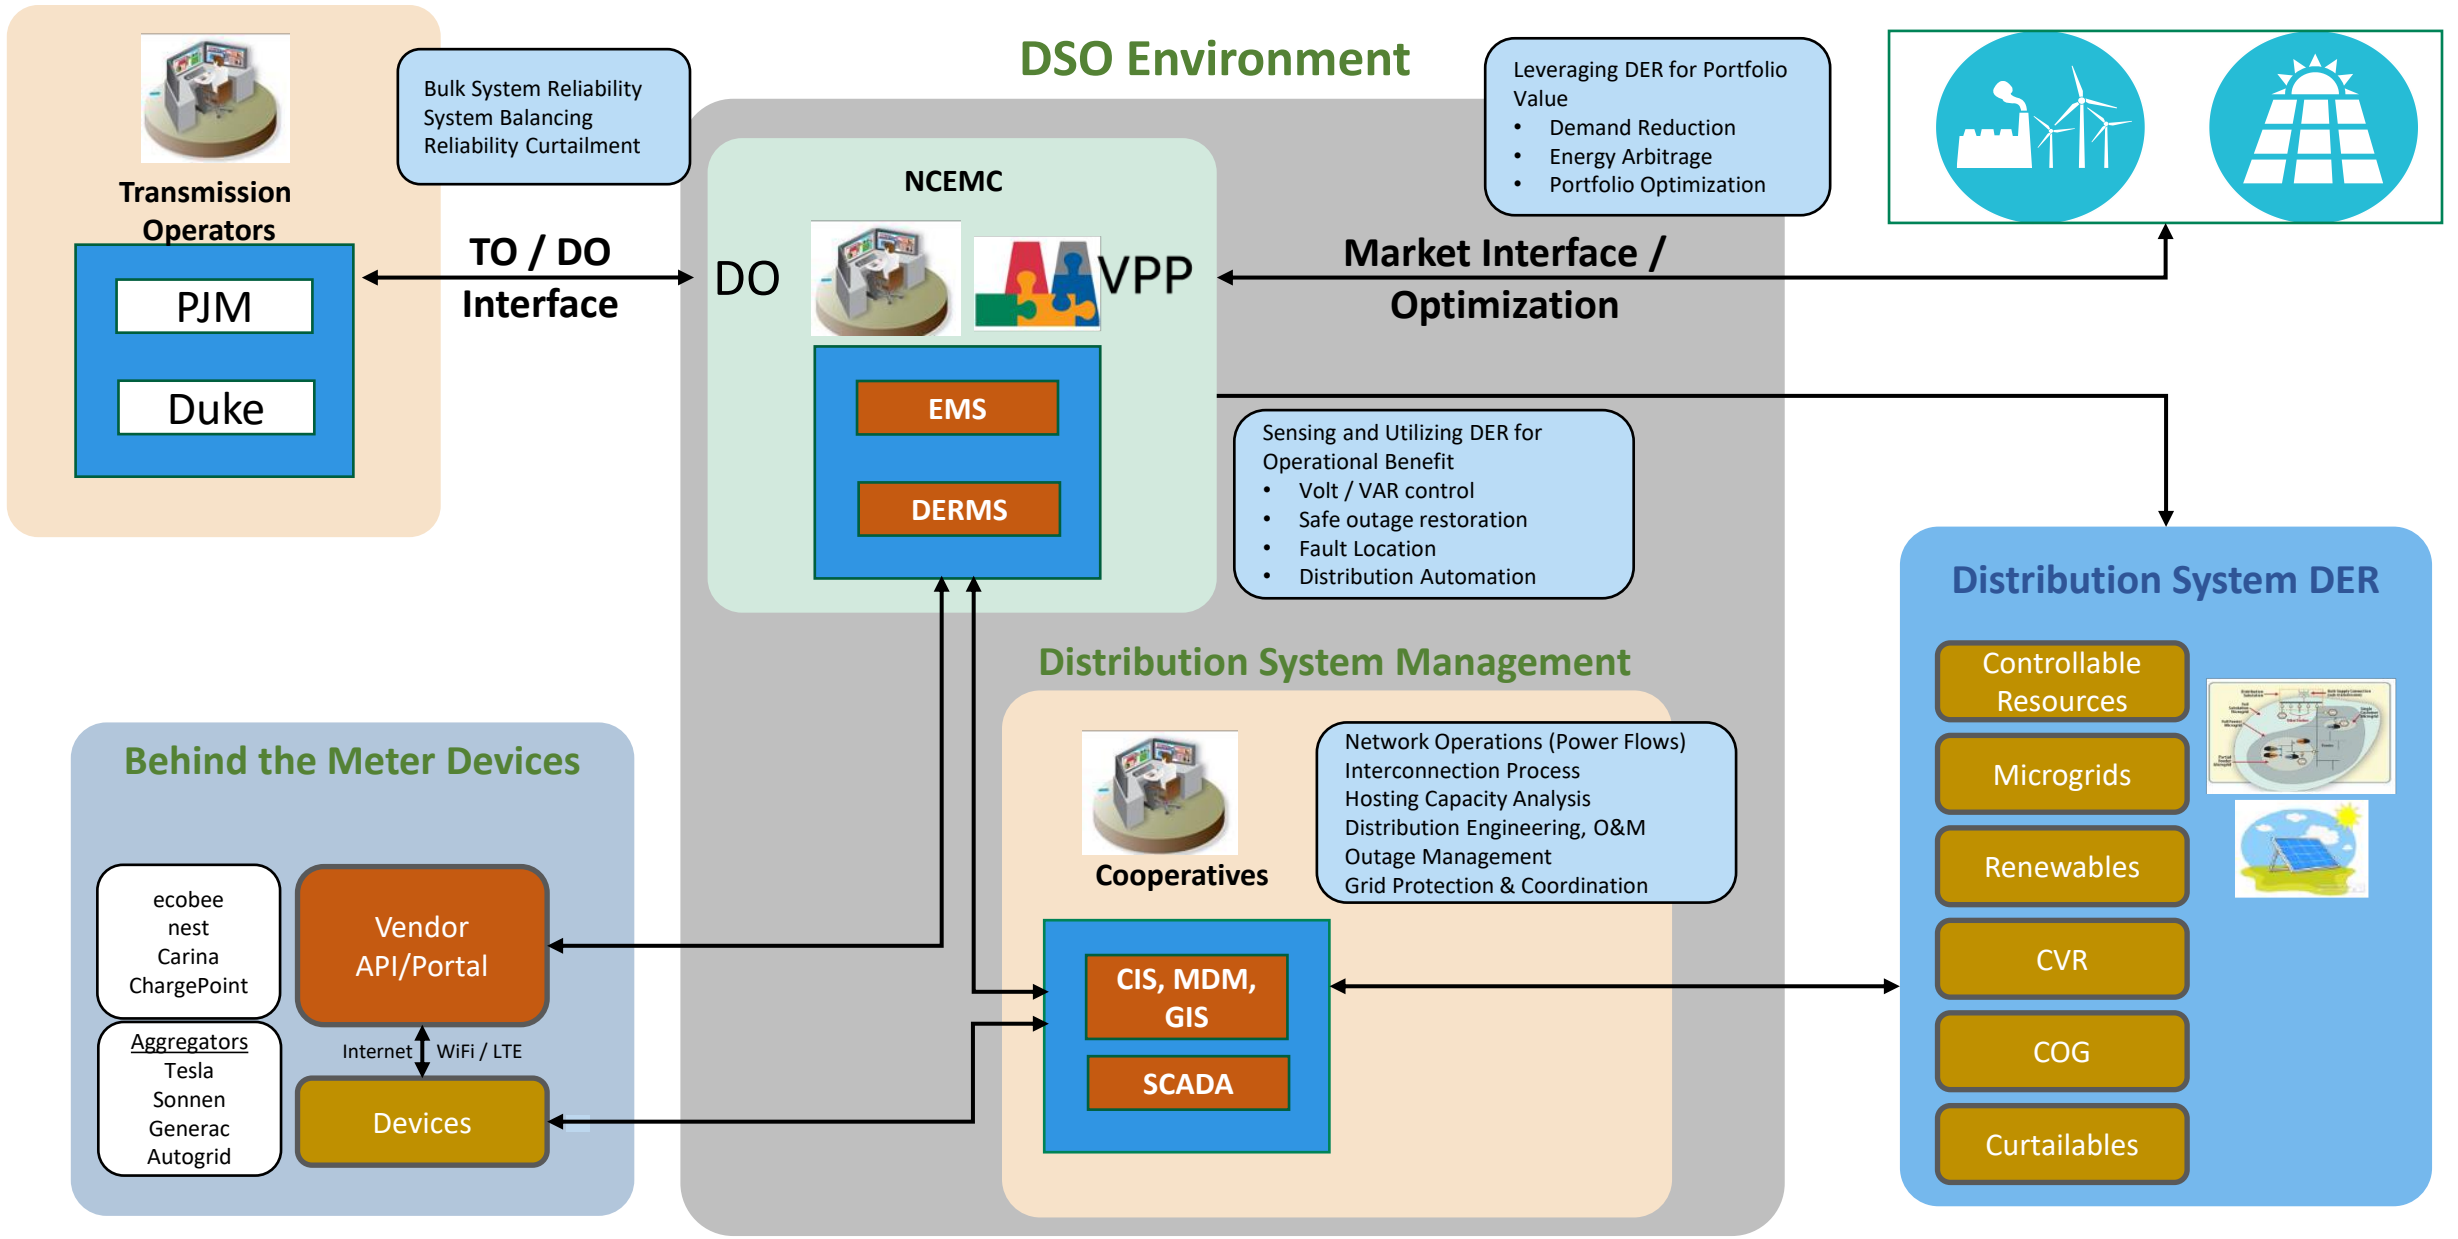 DSO Environment
Transmission
Operators
PJM
Duke
Bulk System Reliability
System Balancing
Reliability Curtailment
TO / DO
Interface
NCEMC
DO
VPP
EMS
DERMS
Leveraging DER for Portfolio
Value
• Demand Reduction
• Energy Arbitrage
• Portfolio Optimization
Market Interface /
Optimization
Sensing and Utilizing DER for
Operational Benefit
• Volt / VAR control
• Safe outage restoration
• Fault Location
• Distribution Automation
Distribution System Management
Cooperatives
Network Operations (Power Flows)
Interconnection Process
Hosting Capacity Analysis
Distribution Engineering, O&M
Outage Management
Grid Protection & Coordination
CIS, MDM,
GIS
SCADA
Behind the Meter Devices
ecobee
nest
Carina
ChargePoint
Aggregators
Tesla
Sonnen
Generac
Autogrid
Vendor
API/Portal
Internet
WiFi / LTE
Devices
Distribution System DER
Controllable
Resources
Microgrids
Renewables
CVR
COG
Curtailables